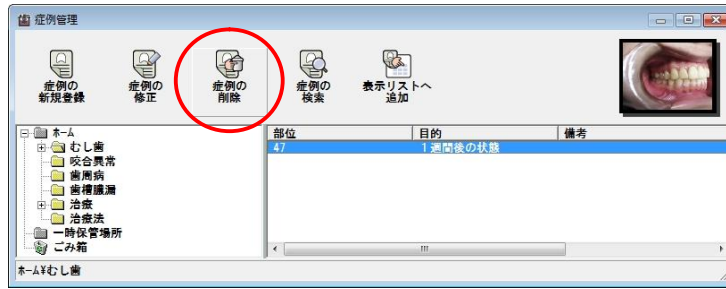 症例管理
症例の
新規登録
症例の
修正
症例の
削除
症例の
検索
表示リストへ
追加
ホーム
むし歯
咬合異常
歯周病
歯槽膿漏
治療
治療法
一時保管場所
ごみ箱
部位 目的 備考
47 1週間後の状態
ホーム¥むし歯